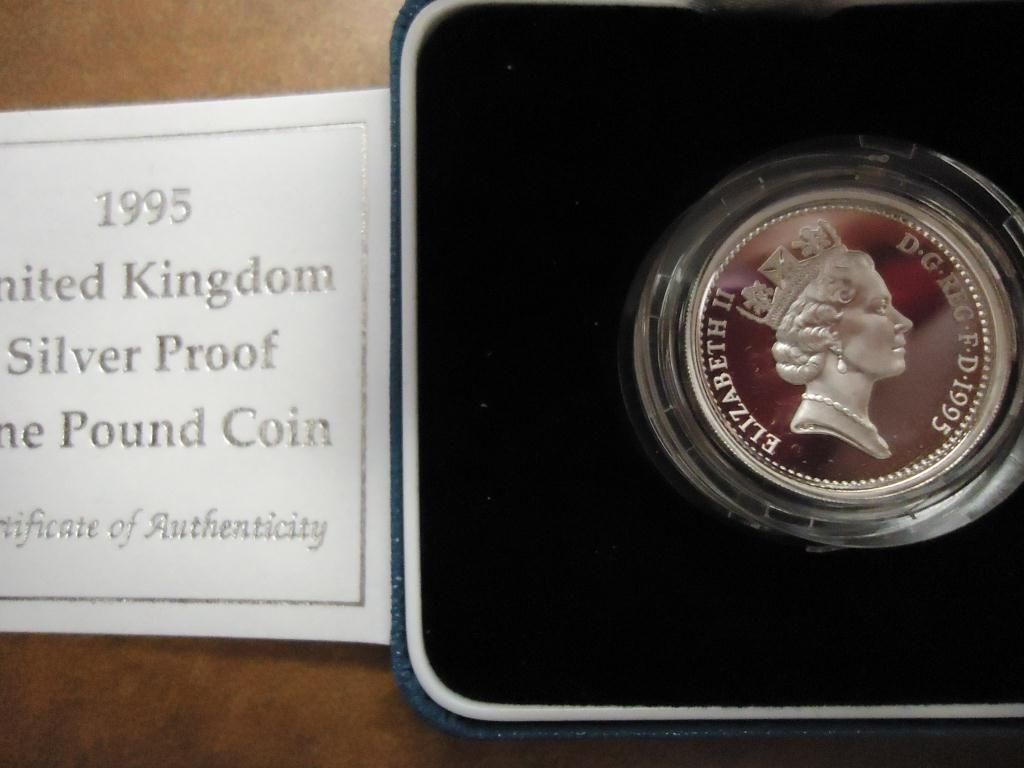 1995
nited Kingdom
Silver Proof
ne Pound Coin
rtificate of Authenticity
ELIZABETH II
D·G·REG·F·D·1995